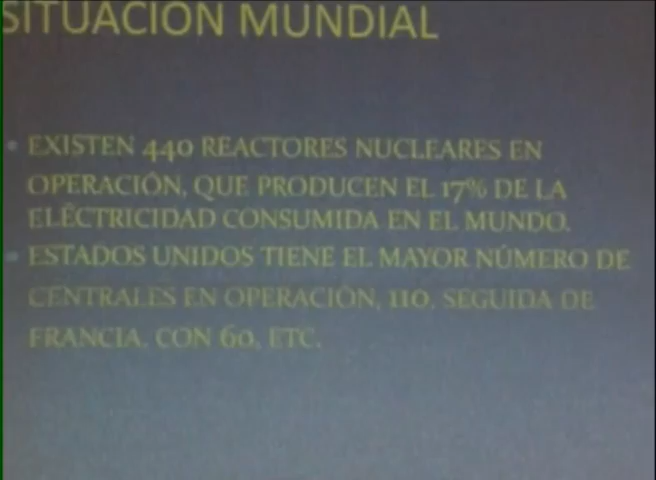 SITUACIÓN MUNDIAL
EXISTEN 440 REACTORES NUCLEARES EN
OPERACIÓN, QUE PRODUCEN EL 17% DE LA
ELÉCTRICIDAD CONSUMIDA EN EL MUNDO.
ESTADOS UNIDOS TIENE EL MAYOR NÚMERO DE
CENTRALES EN OPERACIÓN, 110, SEGUIDA DE
FRANCIA, CON 60, ETC.